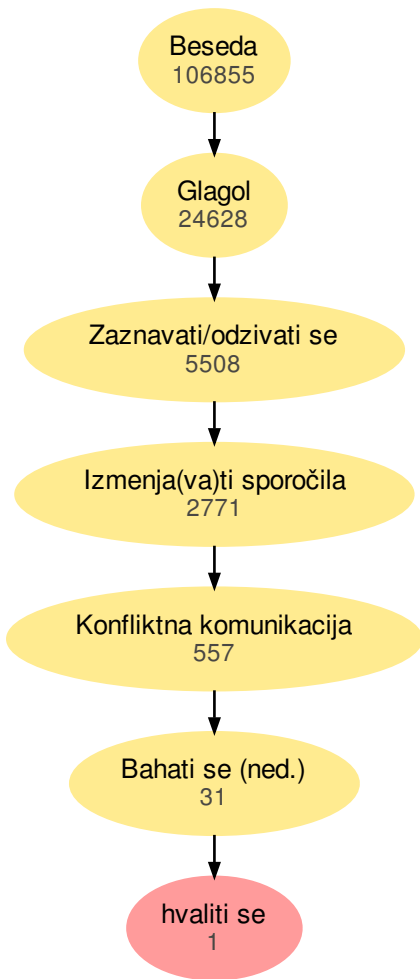 Beseda
106855
Glagol
24628
Zaznavati/odzivati se
5508
Izmenja(va)ti sporočila
2771
Konfliktna komunikacija
557
Bahati se (ned.)
31
hvaliti se
1